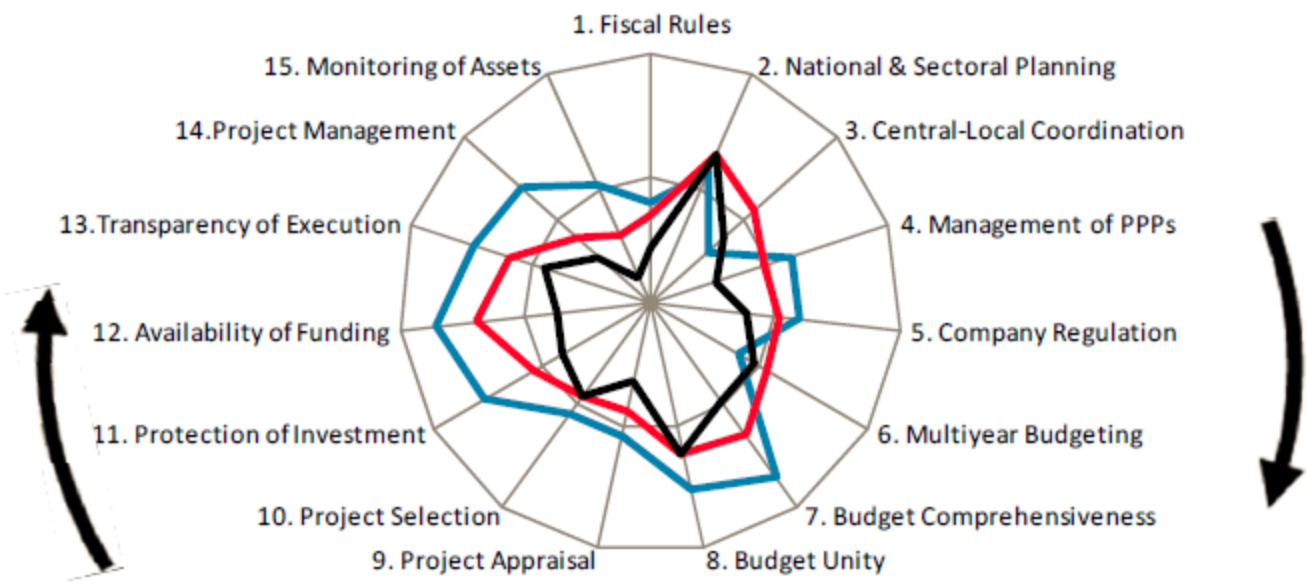 1. Fiscal Rules
2. National & Sectoral Planning
3. Central-Local Coordination
4. Management of PPPs
5. Company Regulation
6. Multiyear Budgeting
7. Budget Comprehensiveness
8. Budget Unity
9. Project Appraisal
10. Project Selection
11. Protection of Investment
12. Availability of Funding
13.Transparency of Execution
14.Project Management
15. Monitoring of Assets